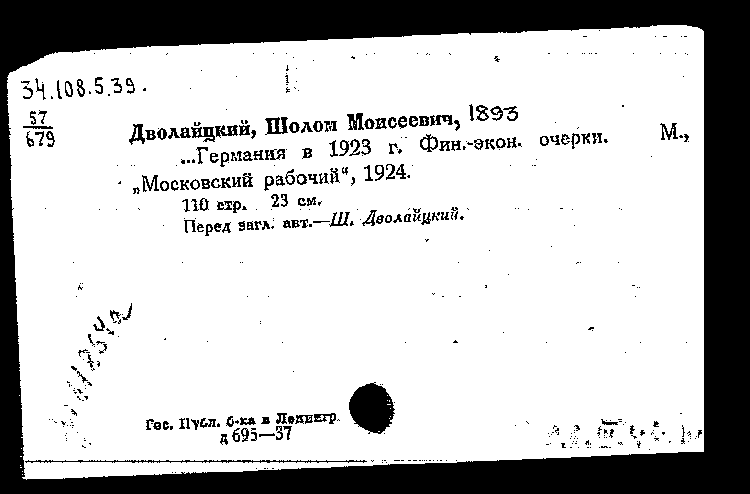 34.108.5.39.
57
679
Дволайцкий, Шолом Моисеевич, 1893
...Германия в 1923 г. Фин.-экон. очерки. М.,
„Московский рабочий“, 1924.
110 стр. 23 см.
Перед загл. авт.—Ш. Дволайцкий.
Гос. Публ. б-ка в Ленингр.
д 695—37